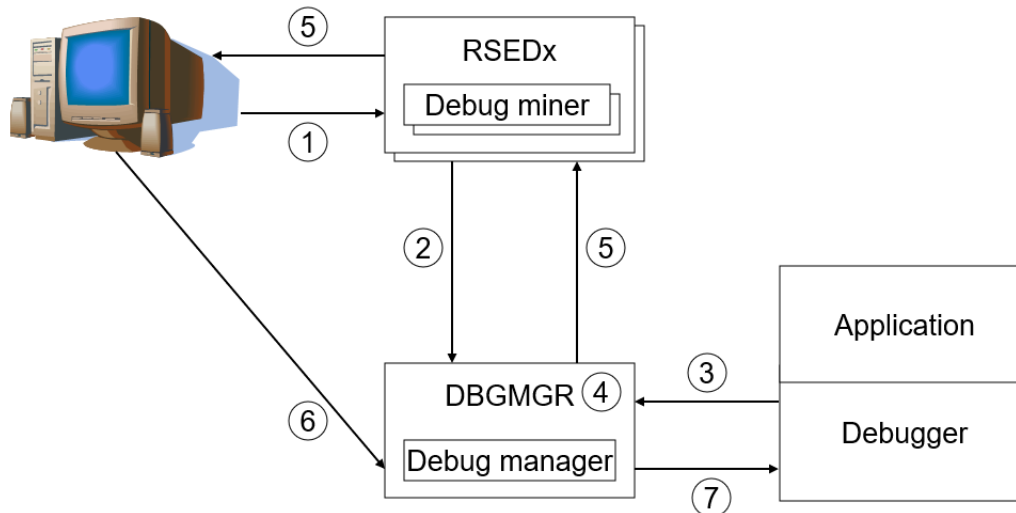 ⑤
RSEDx
Debug miner
①
②
⑤
Application
③
DBGMGR
④
⑥
Debugger
Debug manager
⑦